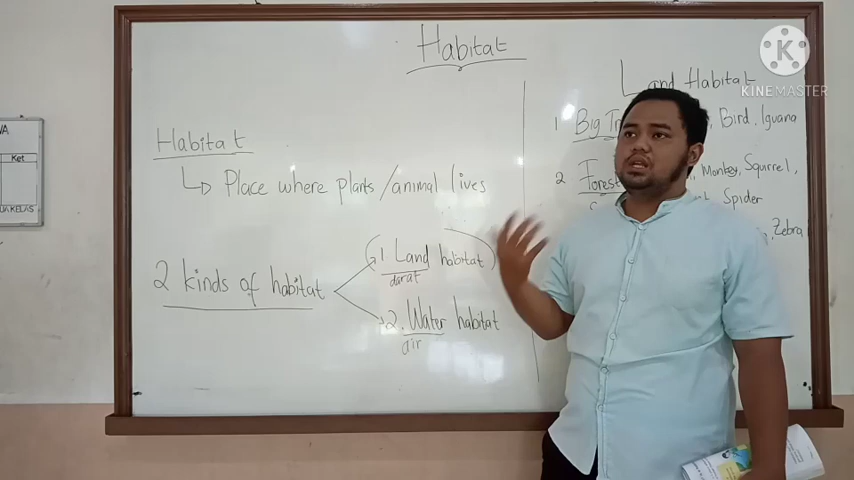 Habitat
Habitat
Place where plants/animal lives
2 kinds of habitat
1 Land habitat
darat
2. Water habitat
air
Land Habitat
1 Big , Bird, Iguana
2 Forest , Monkey, Squirrel,
Spider
Zebra
KINEMASTER
Ket